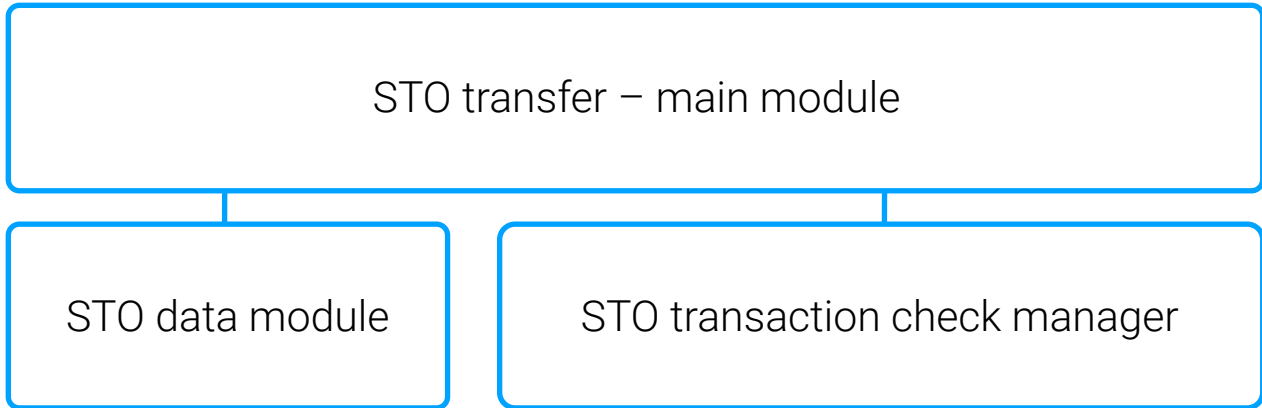 STO transfer – main module
STO data module
STO transaction check manager